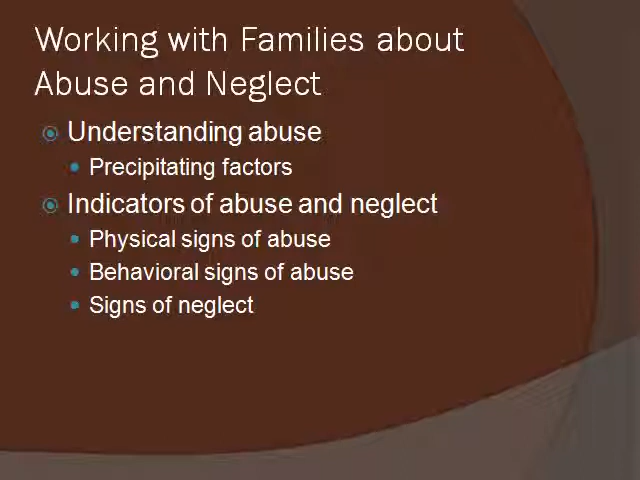 Working with Families about
Abuse and Neglect
Understanding abuse
Precipitating factors
Indicators of abuse and neglect
Physical signs of abuse
Behavioral signs of abuse
Signs of neglect